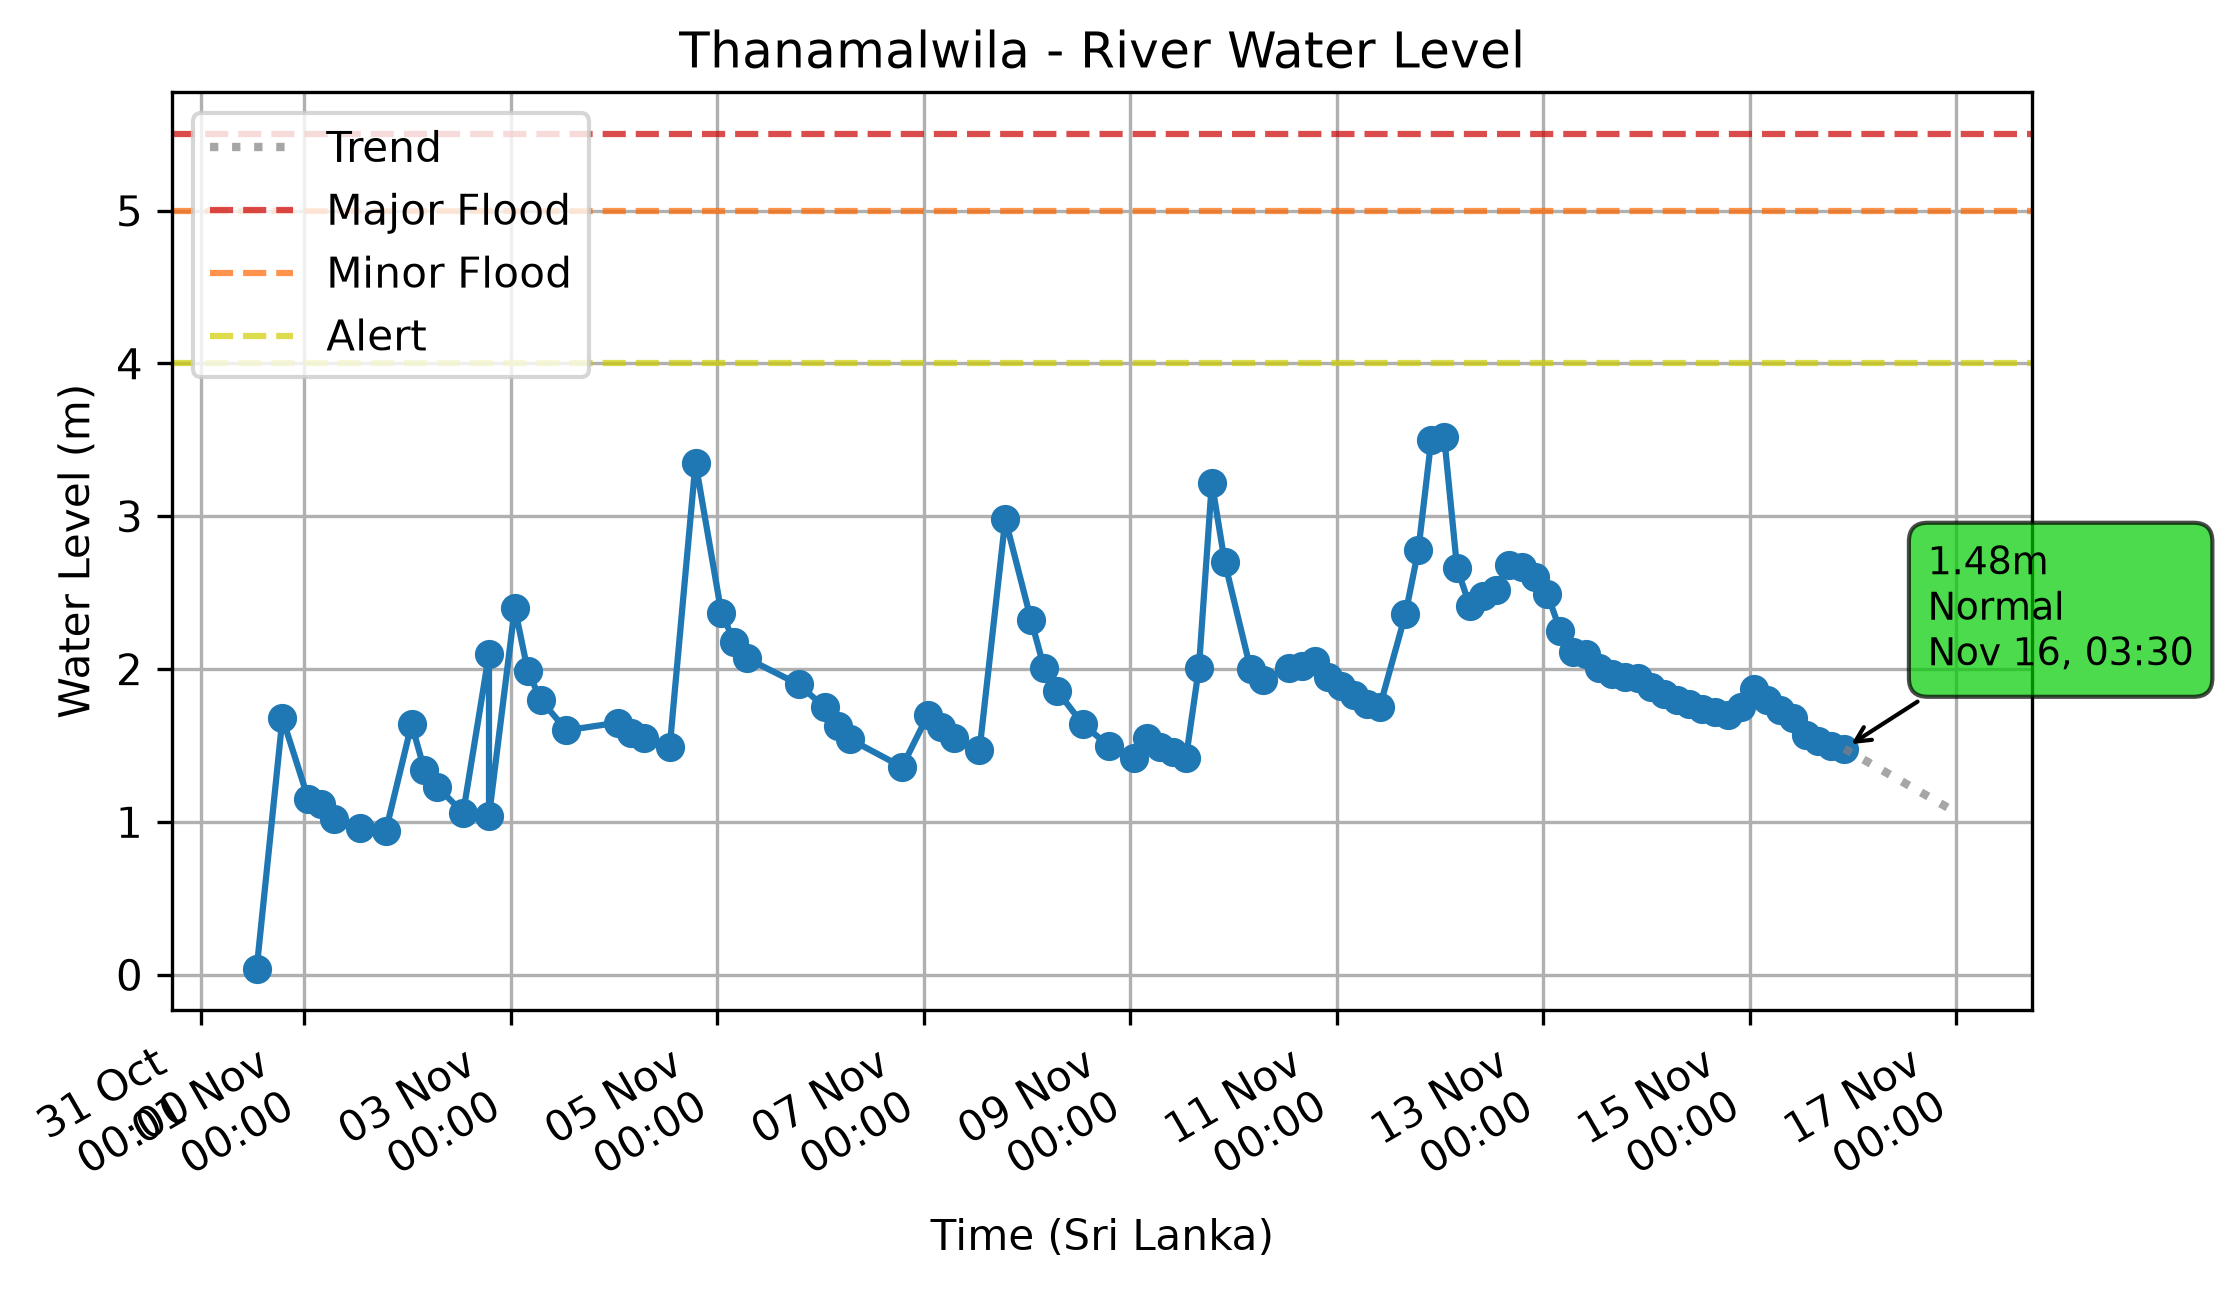 Thanamalwila - River Water Level
Trend
Major Flood
Minor Flood
Alert
Water Level (m)
5
4
3
2
1
0
1.48m
Normal
Nov 16, 03:30
31 Oct
00:00
01 Nov
00:00
03 Nov
00:00
05 Nov
00:00
07 Nov
00:00
09 Nov
00:00
11 Nov
00:00
13 Nov
00:00
15 Nov
00:00
17 Nov
00:00
Time (Sri Lanka)